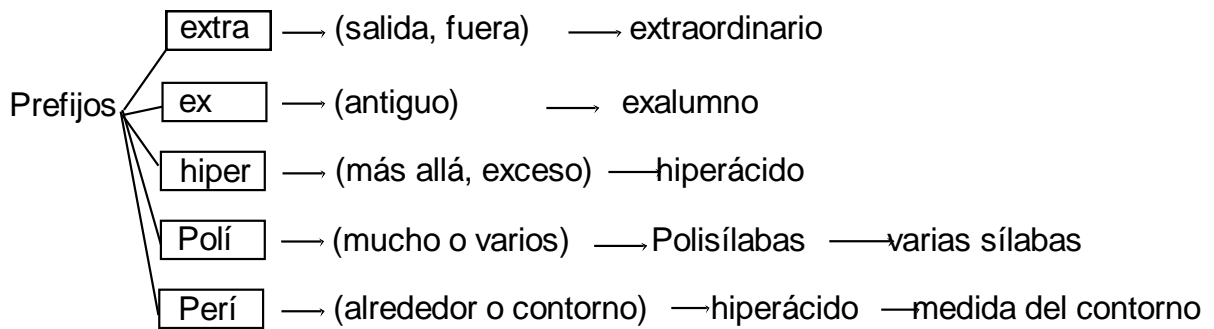 extra (salida, fuera) extraordinario
Prefijos ex (antiguo) exalumno
hiper (más allá, exceso) hiperácido
Polí (mucho o varios) Polisílabas varias sílabas
Perí (alrededor o contorno) hiperácido medida del contorno